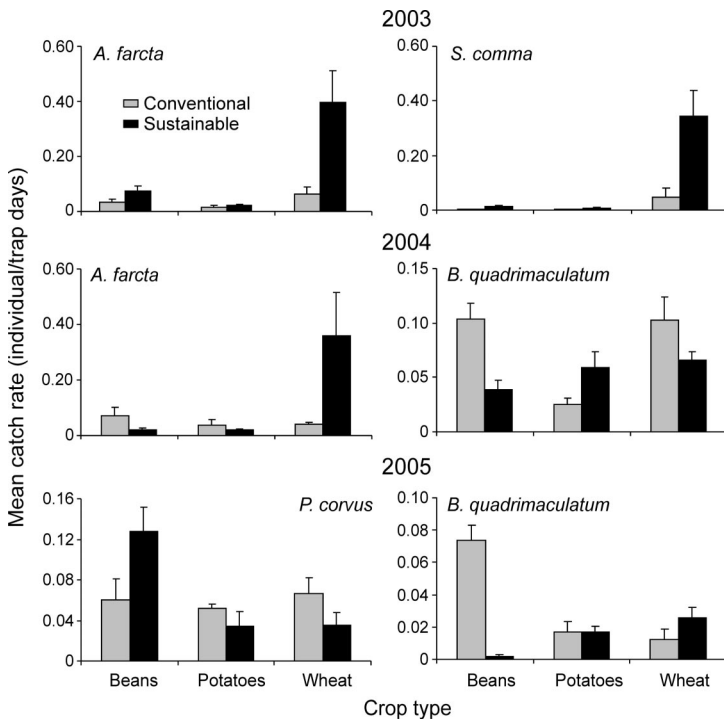 2003
A. farcta
S. comma
Conventional
Sustainable
0.60
0.40
0.20
0
0.60
0.40
0.20
0
2004
A. farcta
B. quadrimaculatum
0.60
0.40
0.20
0
0.15
0.10
0.05
0
2005
P. corvus
B. quadrimaculatum
0.16
0.12
0.08
0.04
0
0.10
0.08
0.06
0.04
0.02
0
Beans Potatoes Wheat
Beans Potatoes Wheat
Crop type
Mean catch rate (individual/trap days)